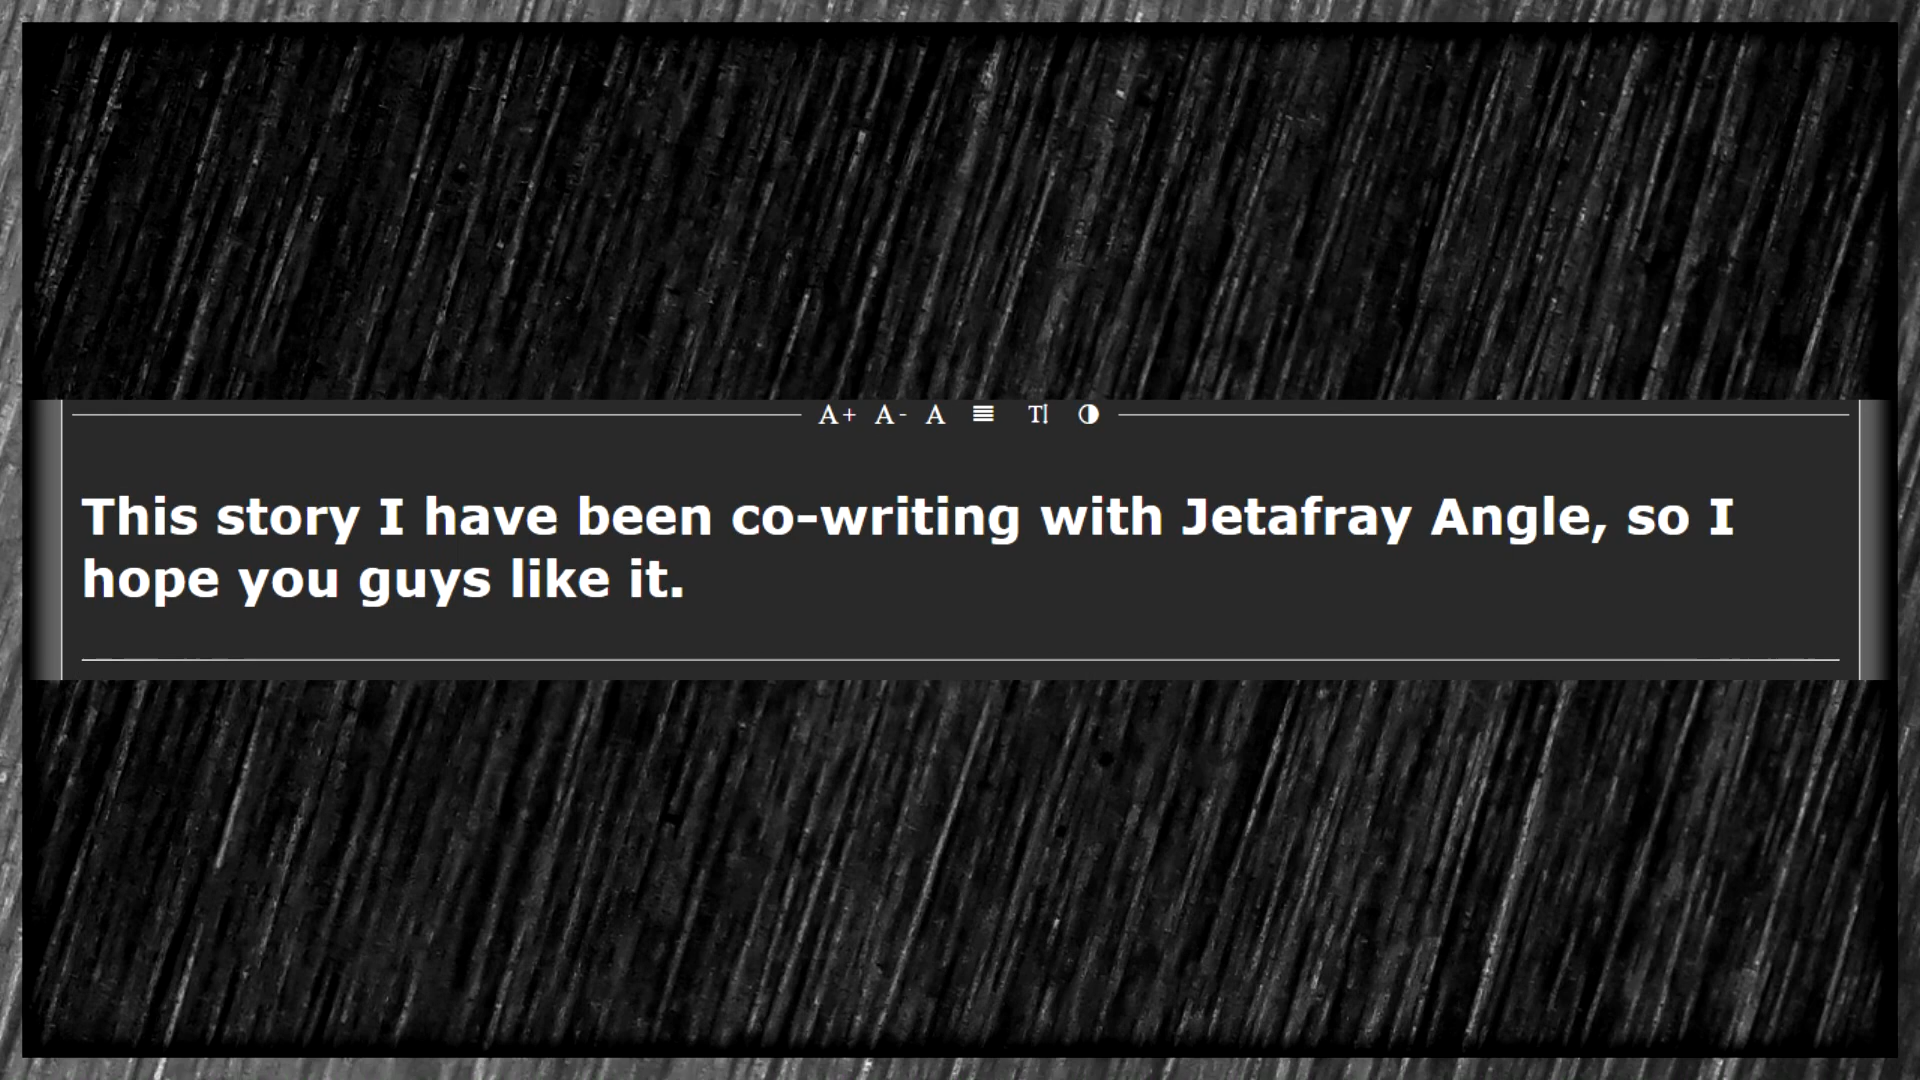 A+ A- A T
This story I have been co-writing with Jetafray Angle, so I
hope you guys like it.